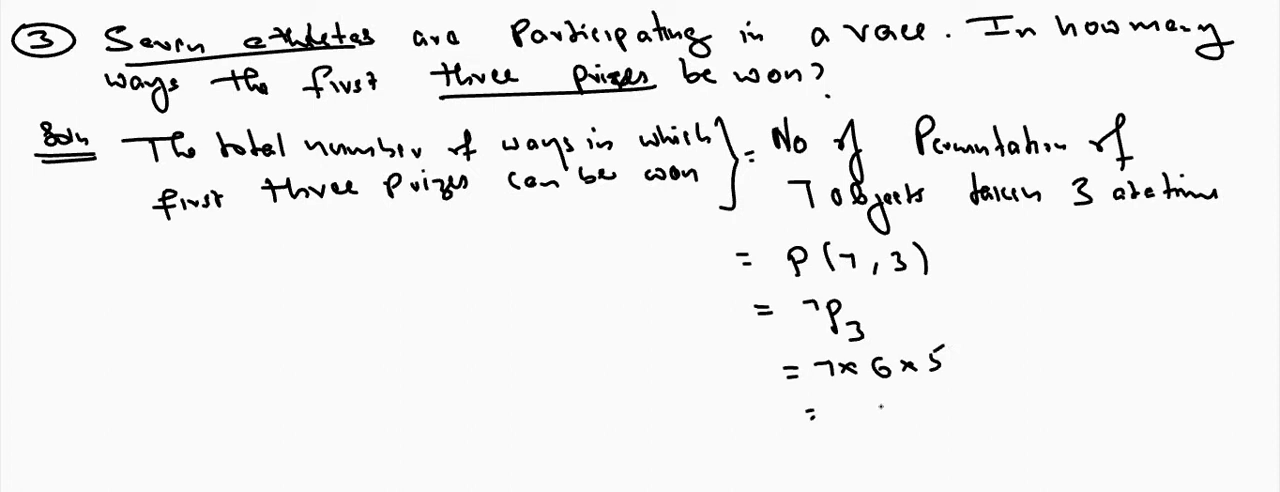 ③ Seven athletes are Participating in a race. In how many
ways the first three prizes be won?
Soln The total number of ways in which } = No of Permutation of
first three Prizes can be won 7 objects taken 3 at a time
= P(7,3)
= ⁷P₃
= 7 × 6 × 5
=